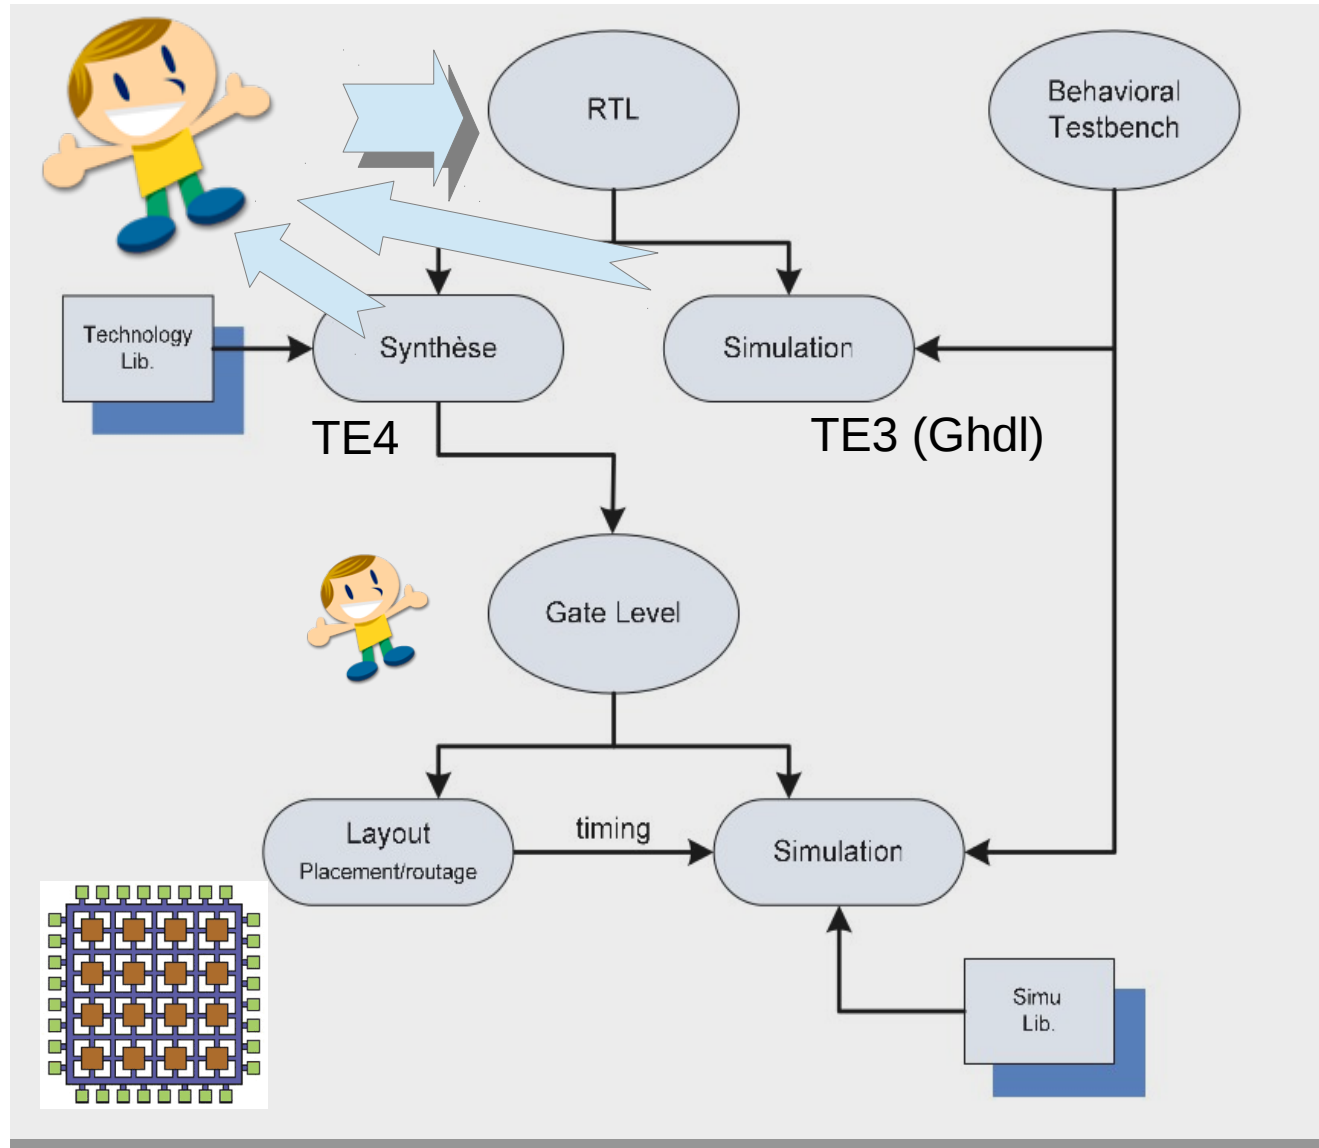 RTL
Behavioral
Testbench
Technology
Lib.
Synthèse
Simulation
TE4
TE3 (Ghdl)
Gate Level
Layout
Placement/routage
timing
Simulation
Simu
Lib.